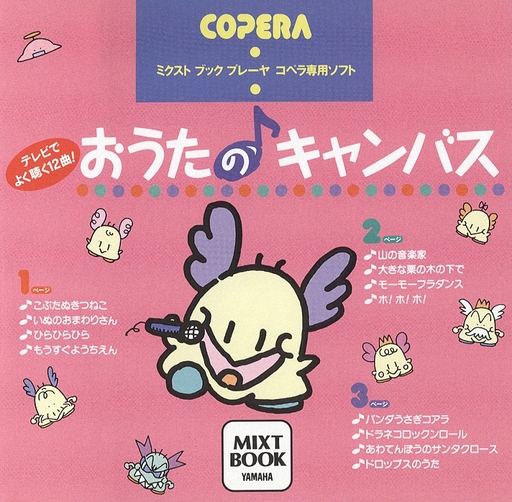 COPERA
ミクスト ブック プレーヤ コペラ専用ソフト
テレビで
よく聴く12曲!
おうたのキャンバス
1 ページ
こぶたぬきつねこ
いぬのおまわりさん
ひらひらひら
もうすぐようちえん
2 ページ
山の音楽家
大きな栗の木の下で
モーモーフラダンス
ホ!ホ!ホ!
3 ページ
パンダうさぎコアラ
ドラネコロックンロール
あわてんぼうのサンタクロース
ドロップスのうた
MIXT
BOOK
YAMAHA